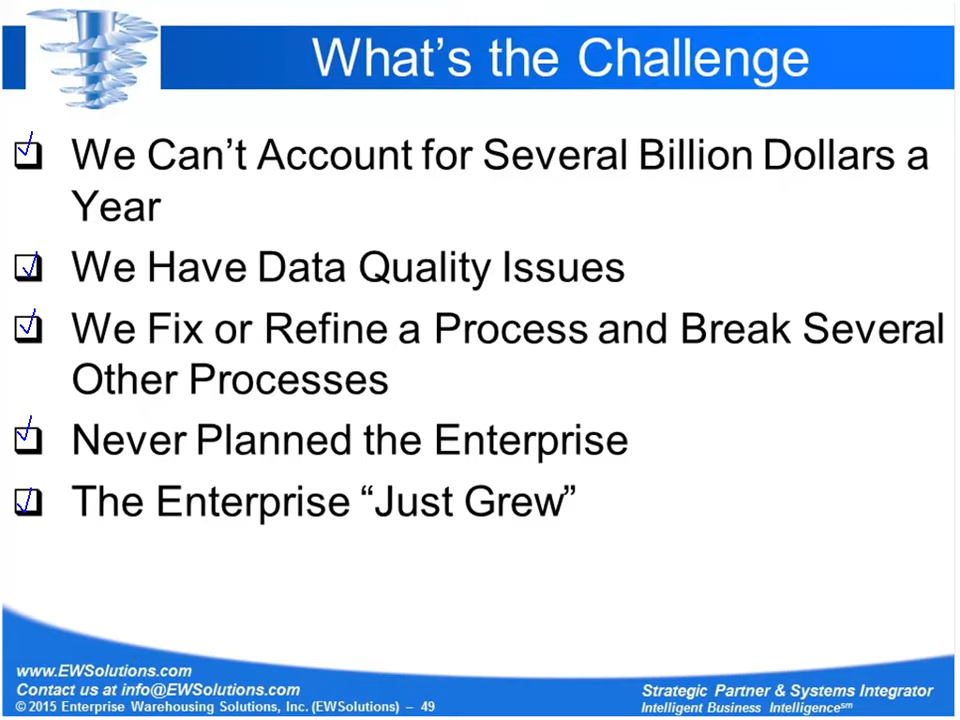 What's the Challenge
We Can't Account for Several Billion Dollars a
Year
We Have Data Quality Issues
We Fix or Refine a Process and Break Several
Other Processes
Never Planned the Enterprise
The Enterprise “Just Grew”
www.EWSolutions.com
Contact us at info@EWSolutions.com
© 2015 Enterprise Warehousing Solutions, Inc. (EWSolutions) – 49
Strategic Partner & Systems Integrator
Intelligent Business Intelligence℠